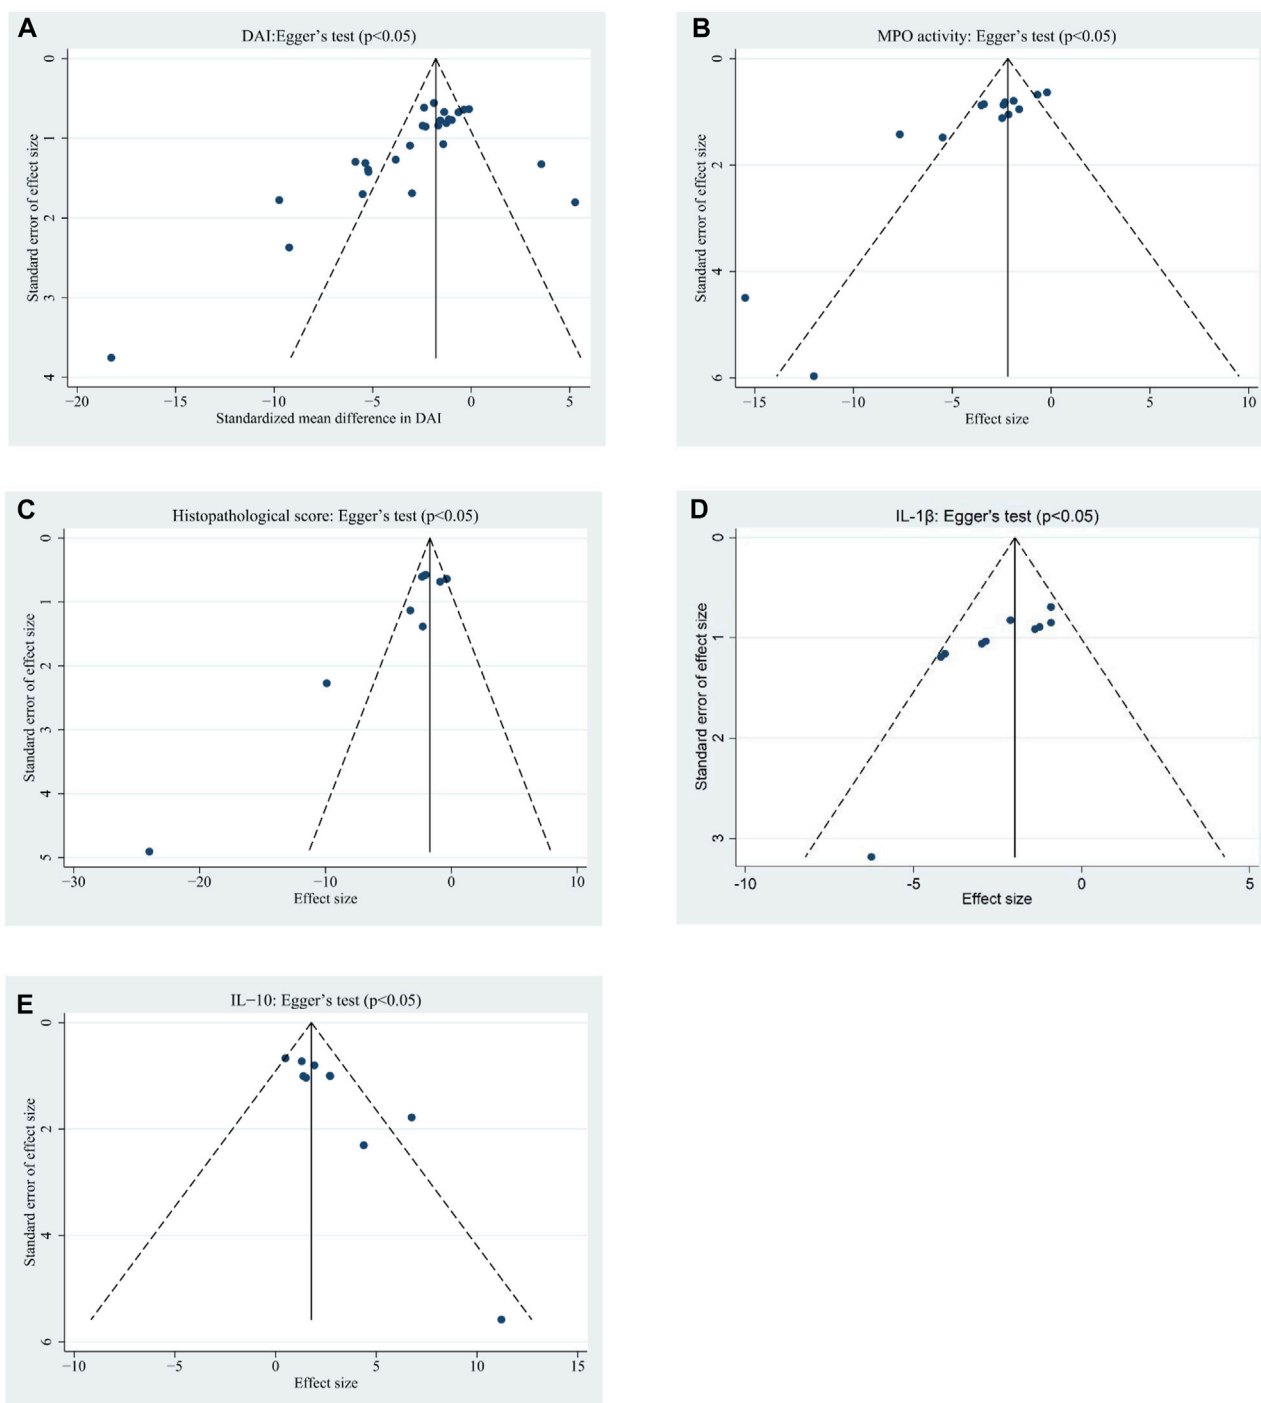 A
DAI:Egger's test (p<0.05)
Standard error of effect size
0
1
2
3
4
−20 −15 −10 −5 0 5
Standardized mean difference in DAI
B
MPO activity: Egger's test (p<0.05)
Standard error of effect size
0
2
4
6
−15 −10 −5 0 5 10
Effect size
C
Histopathological score: Egger's test (p<0.05)
Standard error of effect size
0
1
2
3
4
5
−30 −20 −10 0 10
Effect size
D
IL-1β: Egger's test (p<0.05)
Standard error of effect size
0
1
2
3
-10 -5 0 5
Effect size
E
IL−10: Egger's test (p<0.05)
Standard error of effect size
0
2
4
6
−10 −5 0 5 10 15
Effect size